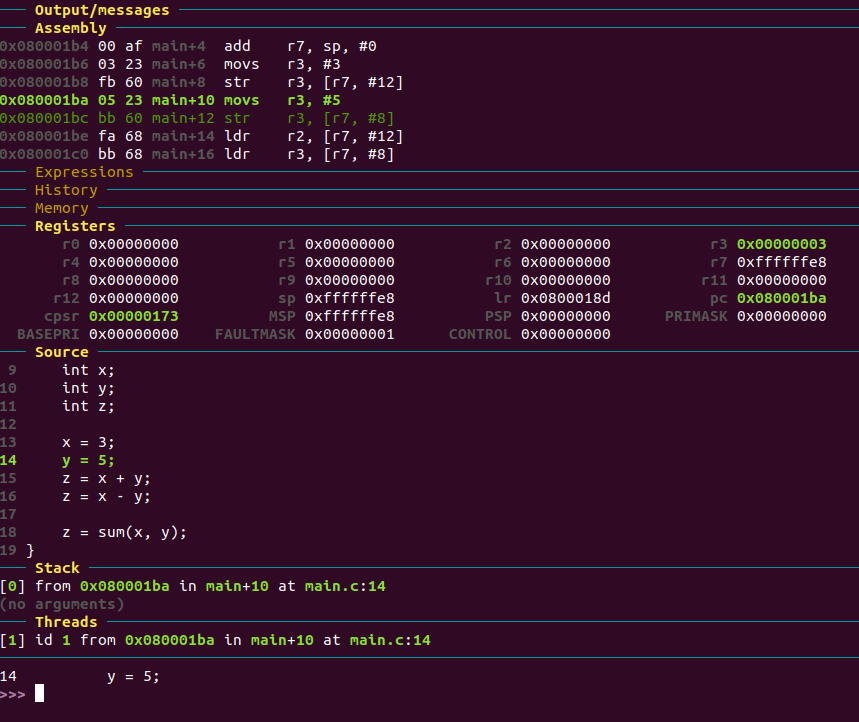 Output/messages
Assembly
0x080001b4 00 af main+4 add r7, sp, #0
0x080001b6 03 23 main+6 movs r3, #3
0x080001b8 fb 60 main+8 str r3, [r7, #12]
0x080001ba 05 23 main+10 movs r3, #5
0x080001bc bb 60 main+12 str r3, [r7, #8]
0x080001be fa 68 main+14 ldr r2, [r7, #12]
0x080001c0 bb 68 main+16 ldr r3, [r7, #8]
Expressions
History
Memory
Registers
r0 0x00000000 r1 0x00000000 r2 0x00000000 r3 0x00000003
r4 0x00000000 r5 0x00000000 r6 0x00000000 r7 0xffffffe8
r8 0x00000000 r9 0x00000000 r10 0x00000000 r11 0x00000000
r12 0x00000000 sp 0xffffffe8 lr 0x0800018d pc 0x080001ba
cpsr 0x00000173 MSP 0xffffffe8 PSP 0x00000000 PRIMASK 0x00000000
BASEPRI 0x00000000 FAULTMASK 0x00000001 CONTROL 0x00000000
Source
9 int x;
10 int y;
11 int z;
12
13 x = 3;
14 y = 5;
15 z = x + y;
16 z = x - y;
17
18 z = sum(x, y);
19 }
Stack
[0] from 0x080001ba in main+10 at main.c:14
(no arguments)
Threads
[1] id 1 from 0x080001ba in main+10 at main.c:14
14 y = 5;
>>>